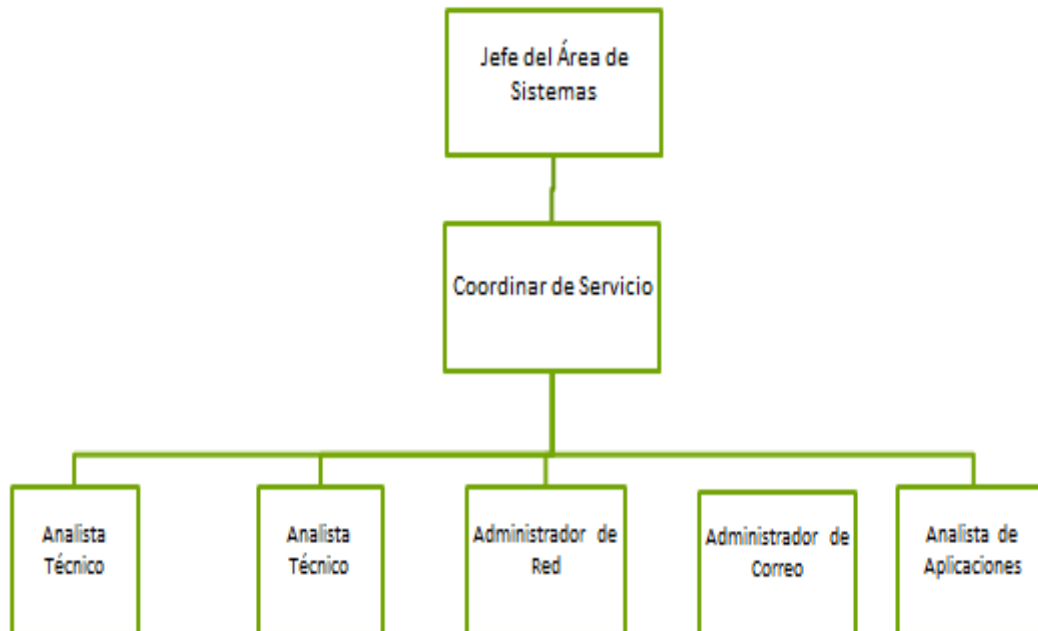 Jefe del Área de
Sistemas
Coordinar de Servicio
Analista
Técnico
Analista
Técnico
Administrador de
Red
Administrador de
Correo
Analista de
Aplicaciones